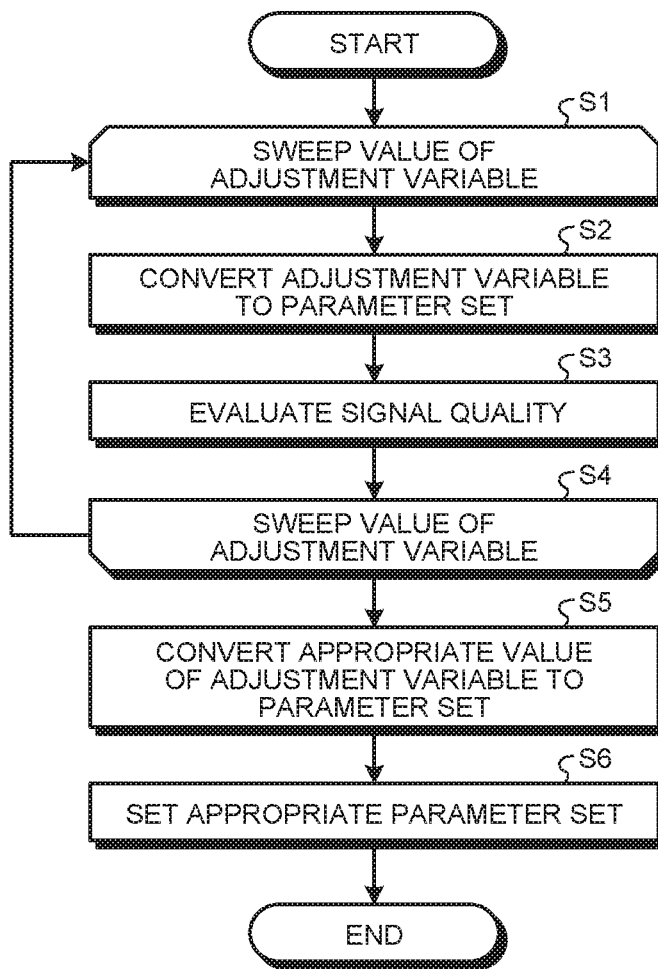 START
S1
SWEEP VALUE OF
ADJUSTMENT VARIABLE
S2
CONVERT ADJUSTMENT VARIABLE
TO PARAMETER SET
S3
EVALUATE SIGNAL QUALITY
S4
SWEEP VALUE OF
ADJUSTMENT VARIABLE
S5
CONVERT APPROPRIATE VALUE
OF ADJUSTMENT VARIABLE TO
PARAMETER SET
S6
SET APPROPRIATE PARAMETER SET
END